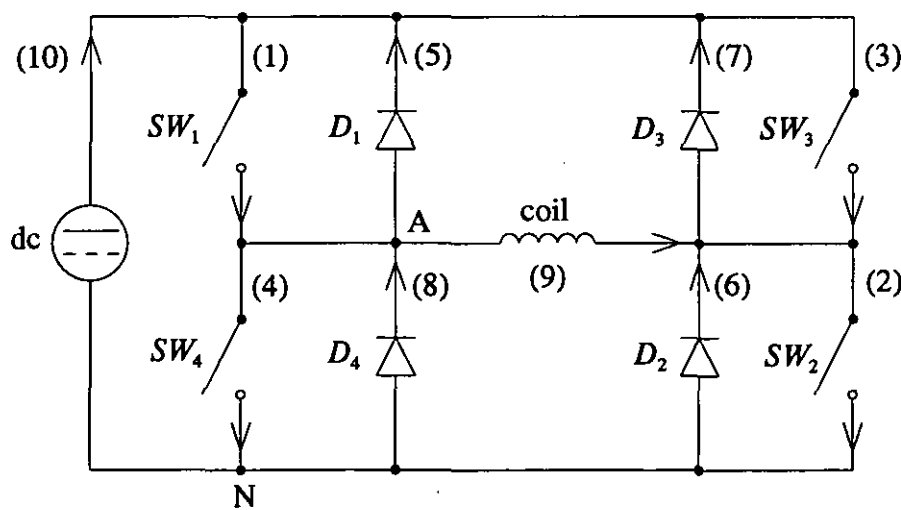 (10) (1) (5) (7) (3)
SW1 D1 D3 SW3
dc A coil
(4) (8) (9) (6) (2)
SW4 D4 D2 SW2
N